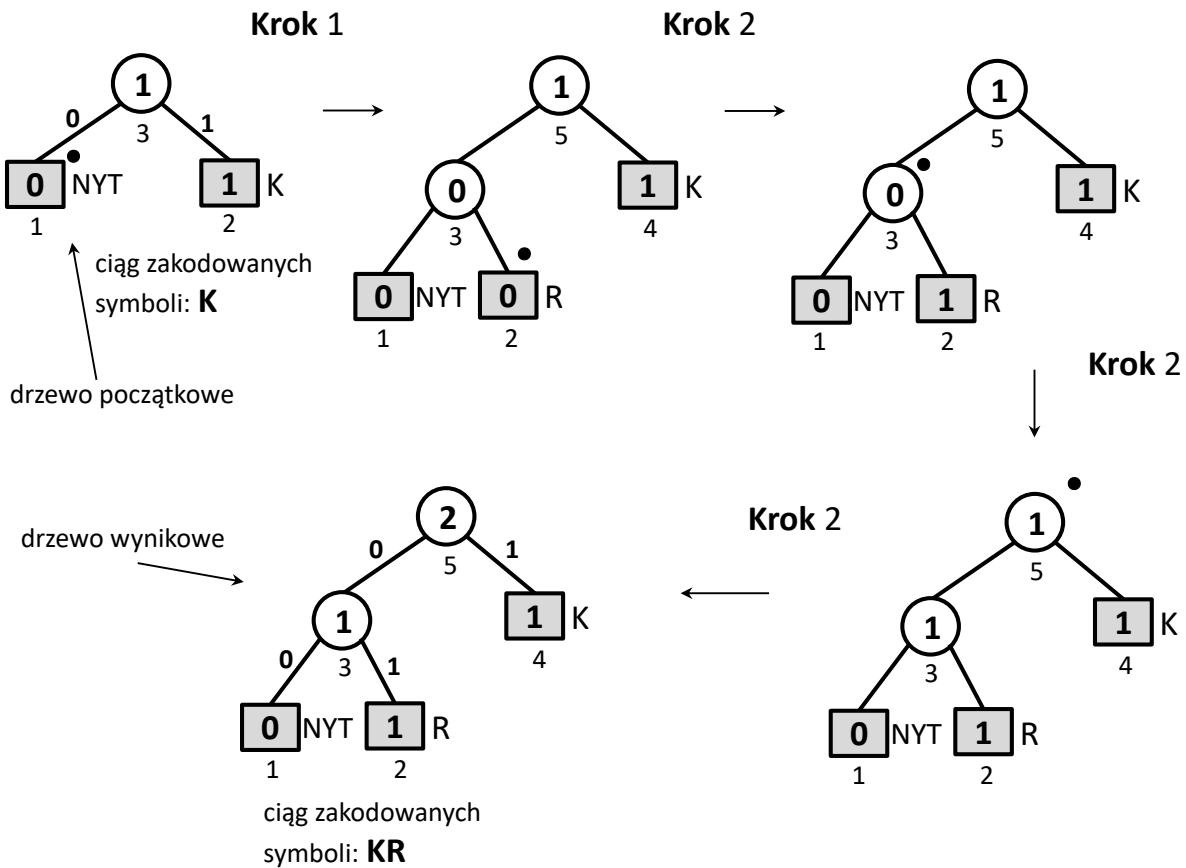 Krok 1
Krok 2
1
3
0
1
0 NYT
1
1 K
2
ciąg zakodowanych
symboli: K
drzewo początkowe
1
5
0
3
1 K
4
0 NYT
1
0 R
2
1
5
0
3
1 K
4
0 NYT
1
1 R
2
Krok 2
1
5
1
3
1 K
4
0 NYT
1
1 R
2
Krok 2
drzewo wynikowe
2
5
0
1
1
3
1 K
4
0
1
0 NYT
1
1 R
2
ciąg zakodowanych
symboli: KR